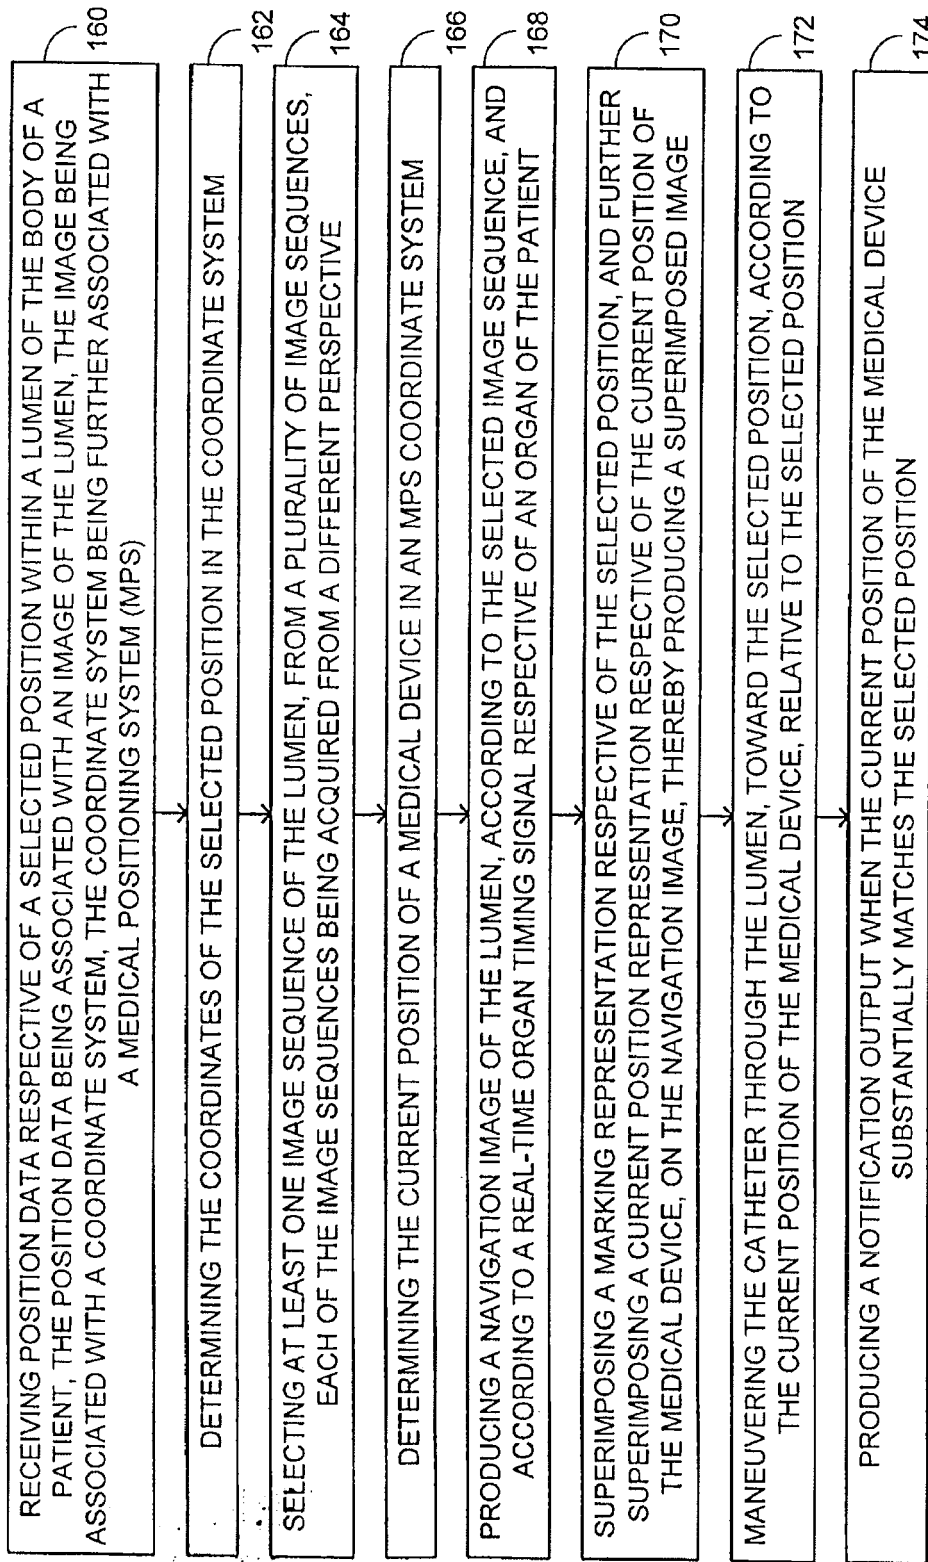 RECEIVING POSITION DATA RESPECTIVE OF A SELECTED POSITION WITHIN A LUMEN OF THE BODY OF A
PATIENT, THE POSITION DATA BEING ASSOCIATED WITH AN IMAGE OF THE LUMEN, THE IMAGE BEING
ASSOCIATED WITH A COORDINATE SYSTEM, THE COORDINATE SYSTEM BEING FURTHER ASSOCIATED WITH
A MEDICAL POSITIONING SYSTEM (MPS)
160
DETERMINING THE COORDINATES OF THE SELECTED POSITION IN THE COORDINATE SYSTEM
162
SELECTING AT LEAST ONE IMAGE SEQUENCE OF THE LUMEN, FROM A PLURALITY OF IMAGE SEQUENCES,
EACH OF THE IMAGE SEQUENCES BEING ACQUIRED FROM A DIFFERENT PERSPECTIVE
164
DETERMINING THE CURRENT POSITION OF A MEDICAL DEVICE IN AN MPS COORDINATE SYSTEM
166
PRODUCING A NAVIGATION IMAGE OF THE LUMEN, ACCORDING TO THE SELECTED IMAGE SEQUENCE, AND
ACCORDING TO A REAL-TIME ORGAN TIMING SIGNAL RESPECTIVE OF AN ORGAN OF THE PATIENT
168
SUPERIMPOSING A MARKING REPRESENTATION RESPECTIVE OF THE SELECTED POSITION, AND FURTHER
SUPERIMPOSING A CURRENT POSITION REPRESENTATION RESPECTIVE OF THE CURRENT POSITION OF
THE MEDICAL DEVICE, ON THE NAVIGATION IMAGE, THEREBY PRODUCING A SUPERIMPOSED IMAGE
170
MANEUVERING THE CATHETER THROUGH THE LUMEN, TOWARD THE SELECTED POSITION, ACCORDING TO
THE CURRENT POSITION OF THE MEDICAL DEVICE, RELATIVE TO THE SELECTED POSITION
172
PRODUCING A NOTIFICATION OUTPUT WHEN THE CURRENT POSITION OF THE MEDICAL DEVICE
SUBSTANTIALLY MATCHES THE SELECTED POSITION
174